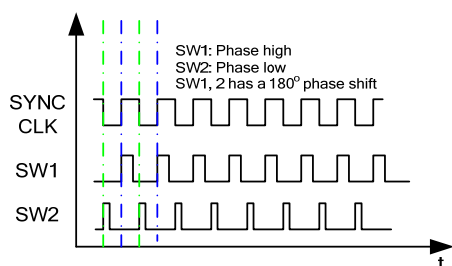 SW1: Phase high
SW2: Phase low
SW1, 2 has a 180° phase shift
SYNC
CLK
SW1
SW2
t